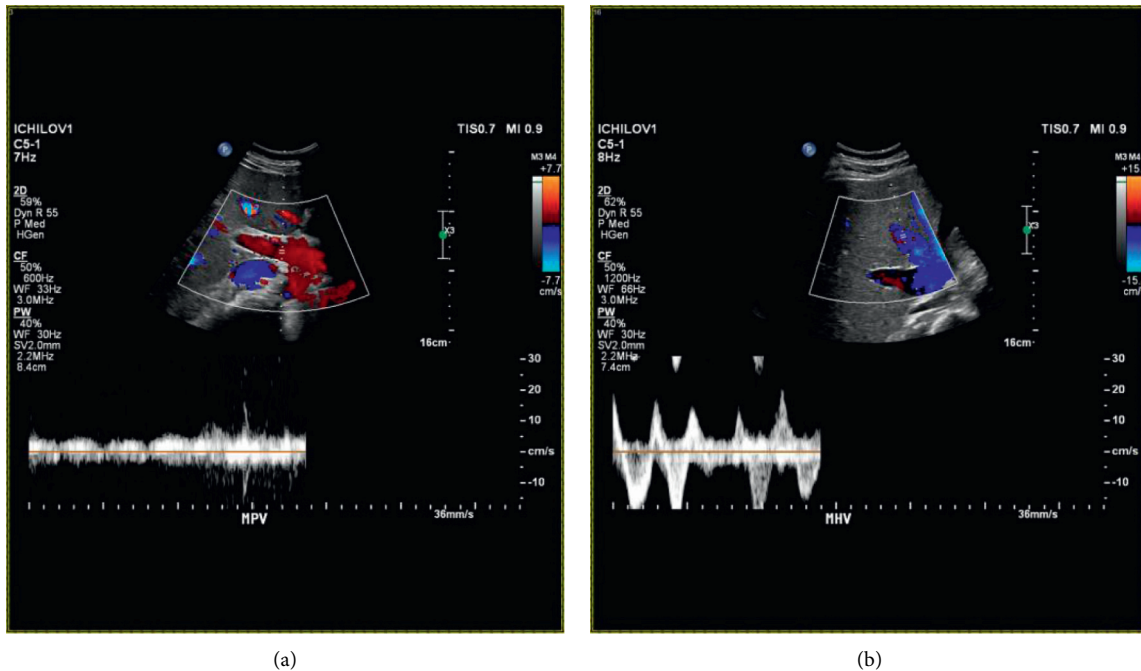 ICHILOV1
C5-1
7Hz
2D
59%
Dyn R 55
P Med
HGen
CF
50%
600Hz
WF 33Hz
3.0MHz
PW
40%
WF 30Hz
SV2.0mm
2.2MHz
8.4cm
P
TIS0.7 MI 0.9
M3 M4
+7.7
-7.7
cm/s
x3
16cm
30
20
10
cm/s
-10
36mm/s
MPV
(a)
16
ICHILOV1
C5-1
8Hz
2D
62%
Dyn R 55
P Med
HGen
CF
50%
1200Hz
WF 66Hz
3.0MHz
PW
40%
WF 30Hz
SV2.0mm
2.2MHz
7.4cm
P
TIS0.7 MI 0.9
M3 M4
+15
-15.
cm/s
x3
16cm
30
20
10
cm/s
-10
36mm/s
MHV
(b)